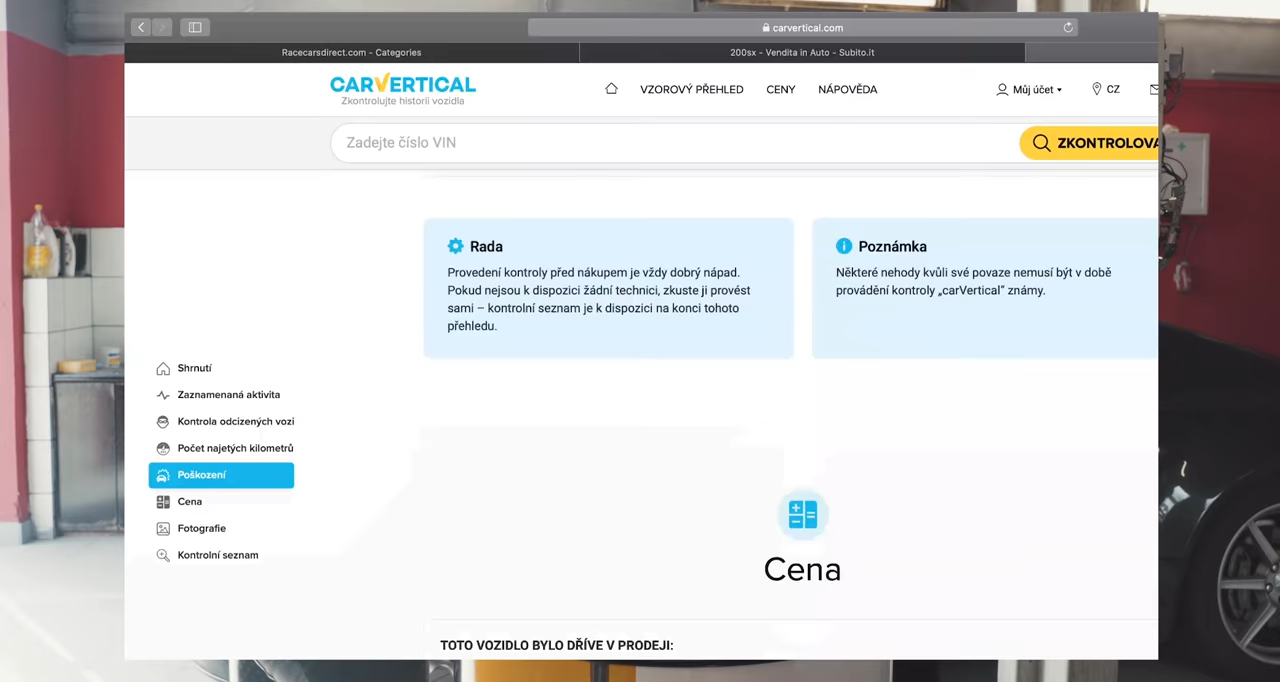 carvertical.com
Racecarsdirect.com - Categories
200sx - Vendita in Auto - Subito.it
CARVERTICAL
Zkontrolujte historii vozidla
VZOROVÝ PŘEHLED
CENY
NÁPOVĚDA
Můj účet
CZ
Zadejte číslo VIN
ZKONTROLOVA
Rada
Provedení kontroly před nákupem je vždy dobrý nápad.
Pokud nejsou k dispozici žádní technici, zkuste ji provést
sami – kontrolní seznam je k dispozici na konci tohoto
přehledu.
Poznámka
Některé nehody kvůli své povaze nemusí být v době
provádění kontroly „carVertical” známy.
Shrnutí
Zaznamenaná aktivita
Kontrola odcizených vozi
Počet najetých kilometrů
Poškození
Cena
Fotografie
Kontrolní seznam
Cena
TOTO VOZIDLO BYLO DŘÍVE V PRODEJI: